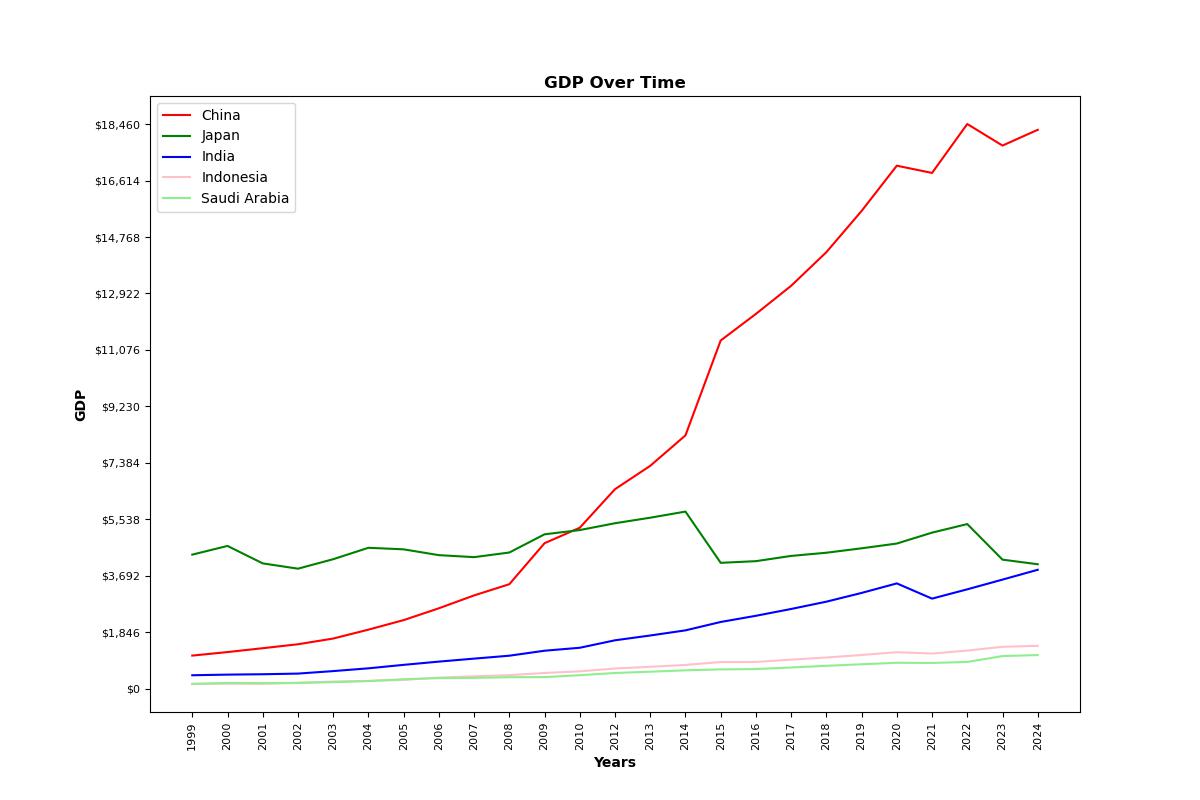 GDP Over Time
China
Japan
India
Indonesia
Saudi Arabia
GDP
$18,460
$16,614
$14,768
$12,922
$11,076
$9,230
$7,384
$5,538
$3,692
$1,846
$0
1999 2000 2001 2002 2003 2004 2005 2006 2007 2008 2009 2010 2012 2013 2014 2015 2016 2017 2018 2019 2020 2021 2022 2023 2024
Years